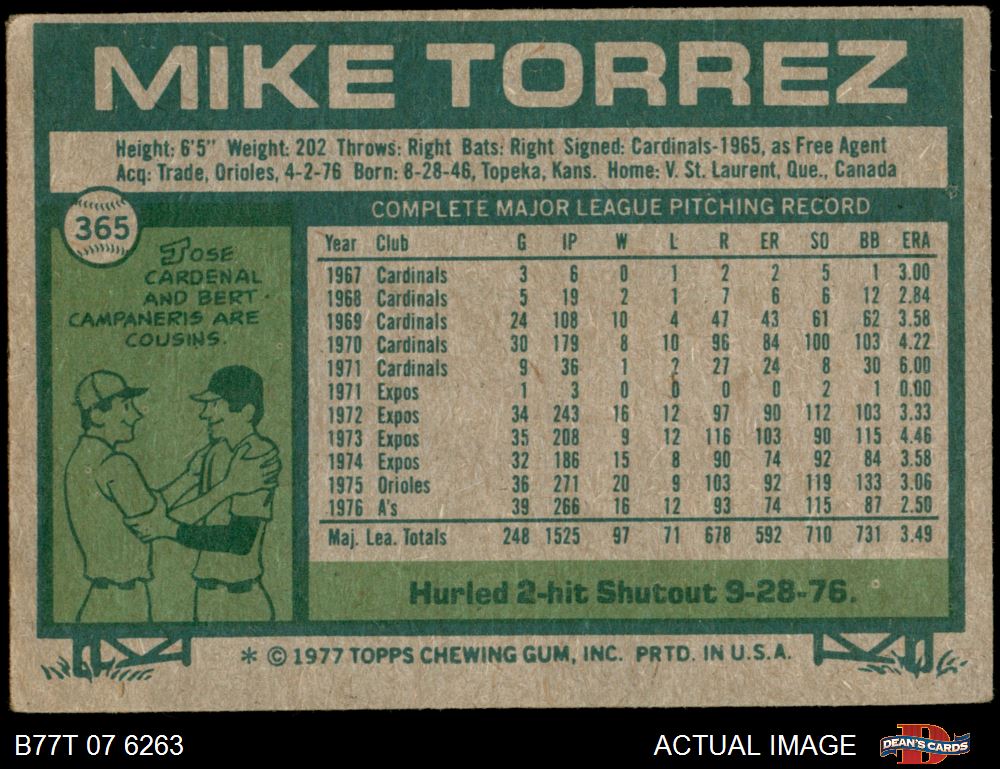 MIKE TORREZ
Height: 6'5" Weight: 202 Throws: Right Bats: Right Signed: Cardinals-1965, as Free Agent
Acq: Trade, Orioles, 4-2-76 Born: 8-28-46, Topeka, Kans. Home: V. St. Laurent, Que., Canada
365
JOSE
CARDENAL
AND BERT
CAMPANERIS ARE
COUSINS.
COMPLETE MAJOR LEAGUE PITCHING RECORD
Year Club G IP W L R ER SO BB ERA
1967 Cardinals 3 6 0 1 2 2 5 1 3.00
1968 Cardinals 5 19 2 1 7 6 6 12 2.84
1969 Cardinals 24 108 10 4 47 43 61 62 3.58
1970 Cardinals 30 179 8 10 96 84 100 103 4.22
1971 Cardinals 9 36 1 2 27 24 8 30 6.00
1971 Expos 1 3 0 0 0 0 2 1 0.00
1972 Expos 34 243 16 12 97 90 112 103 3.33
1973 Expos 35 208 9 12 116 103 90 115 4.46
1974 Expos 32 186 15 8 90 74 92 84 3.58
1975 Orioles 36 271 20 9 103 92 119 133 3.06
1976 A's 39 266 16 12 93 74 115 87 2.50
Maj. Lea. Totals 248 1525 97 71 678 592 710 731 3.49
Hurled 2-hit Shutout 9-28-76.
* © 1977 TOPPS CHEWING GUM, INC. PRTD. IN U.S.A.
B77T 07 6263
ACTUAL IMAGE
DEAN'S CARDS